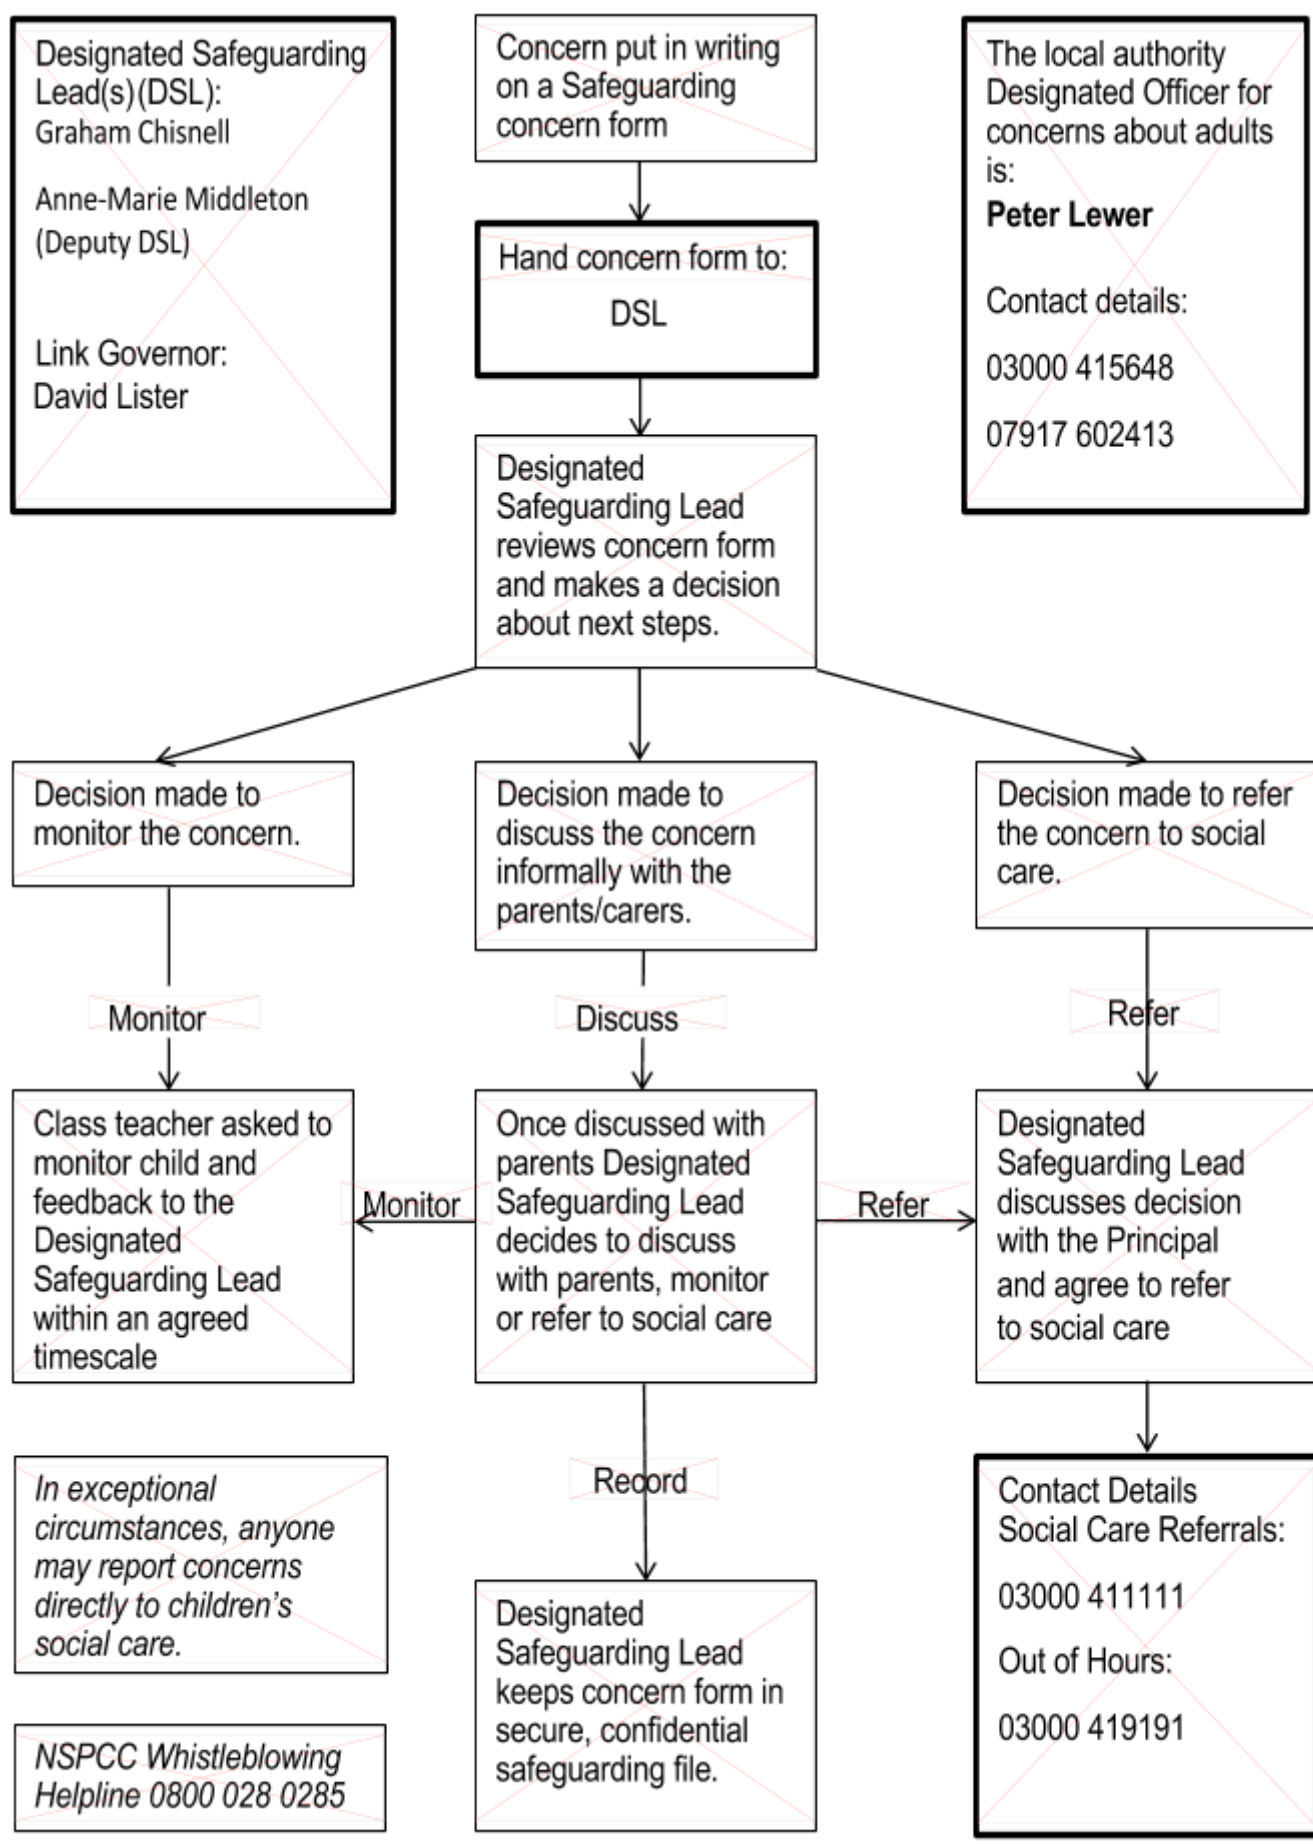 Designated Safeguarding
Lead(s)(DSL):
Graham Chisnell
Anne-Marie Middleton
(Deputy DSL)
Link Governor:
David Lister
Concern put in writing
on a Safeguarding
concern form
The local authority
Designated Officer for
concerns about adults
is:
Peter Lewer
Contact details:
03000 415648
07917 602413
Hand concern form to:
DSL
Designated
Safeguarding Lead
reviews concern form
and makes a decision
about next steps.
Decision made to
monitor the concern.
Decision made to
discuss the concern
informally with the
parents/carers.
Decision made to refer
the concern to social
care.
Monitor
Discuss
Refer
Class teacher asked to
monitor child and
feedback to the
Designated
Safeguarding Lead
within an agreed
timescale
Monitor
Once discussed with
parents Designated
Safeguarding Lead
decides to discuss
with parents, monitor
or refer to social care
Refer
Designated
Safeguarding Lead
discusses decision
with the Principal
and agree to refer
to social care
In exceptional
circumstances, anyone
may report concerns
directly to children's
social care.
Record
Contact Details
Social Care Referrals:
03000 411111
Out of Hours:
03000 419191
Designated
Safeguarding Lead
keeps concern form in
secure, confidential
safeguarding file.
NSPCC Whistleblowing
Helpline 0800 028 0285